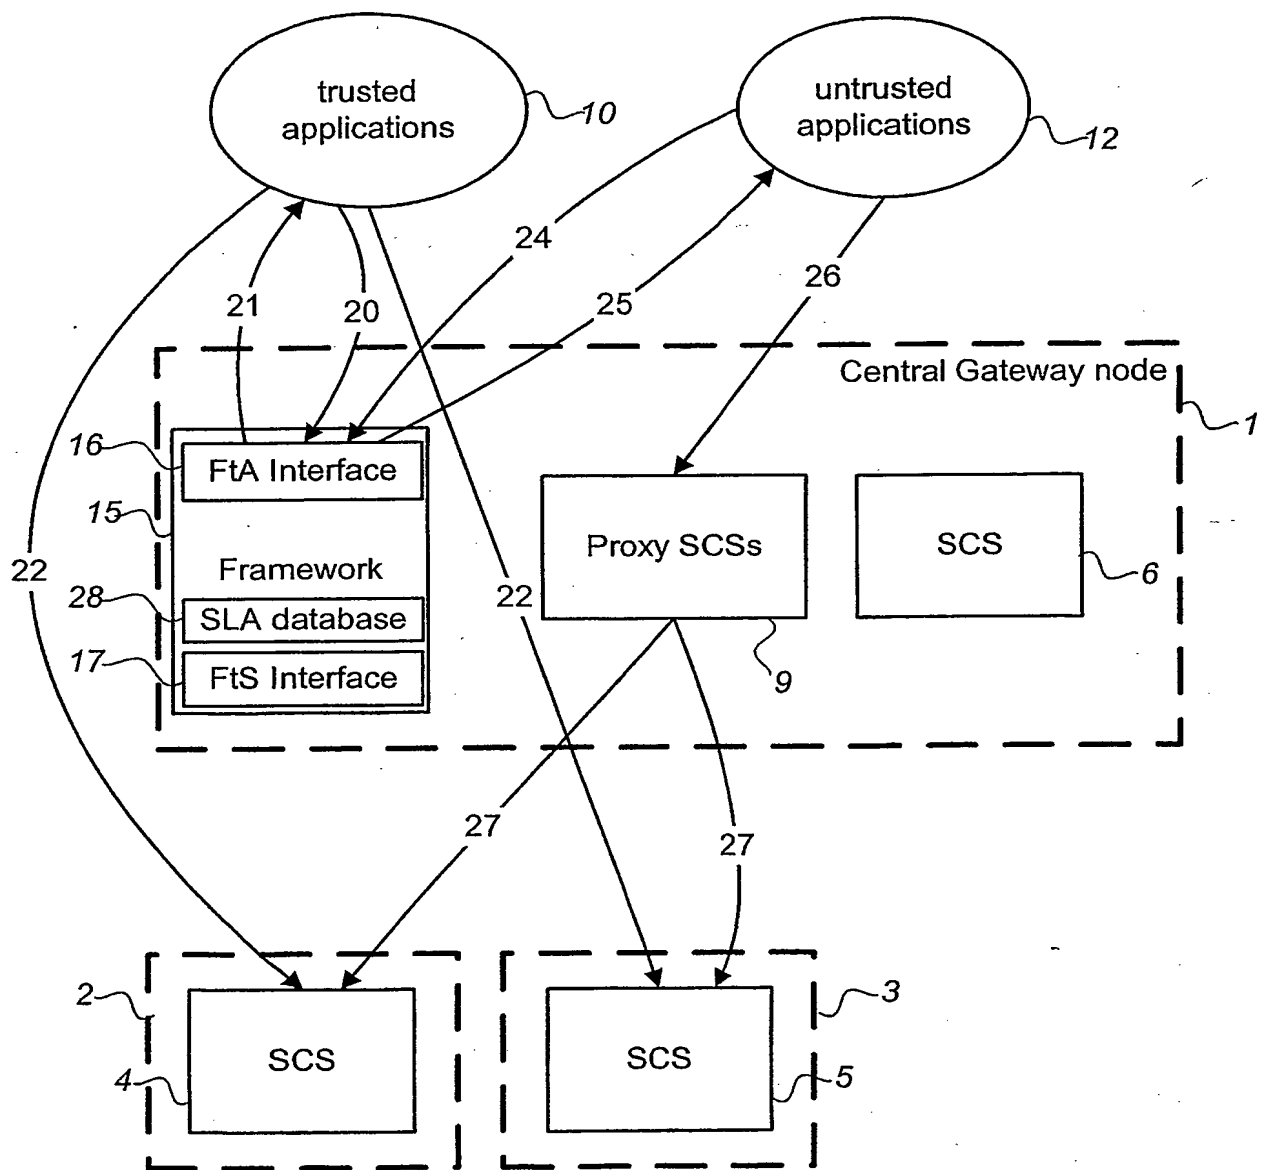 trusted
applications
10
untrusted
applications
12
24
26
21
20
25
Central Gateway node
1
16
FtA Interface
15
Proxy SCSs
SCS
6
Framework
22
22
28
SLA database
17
FtS Interface
9
27
27
2
3
SCS
SCS
4
5